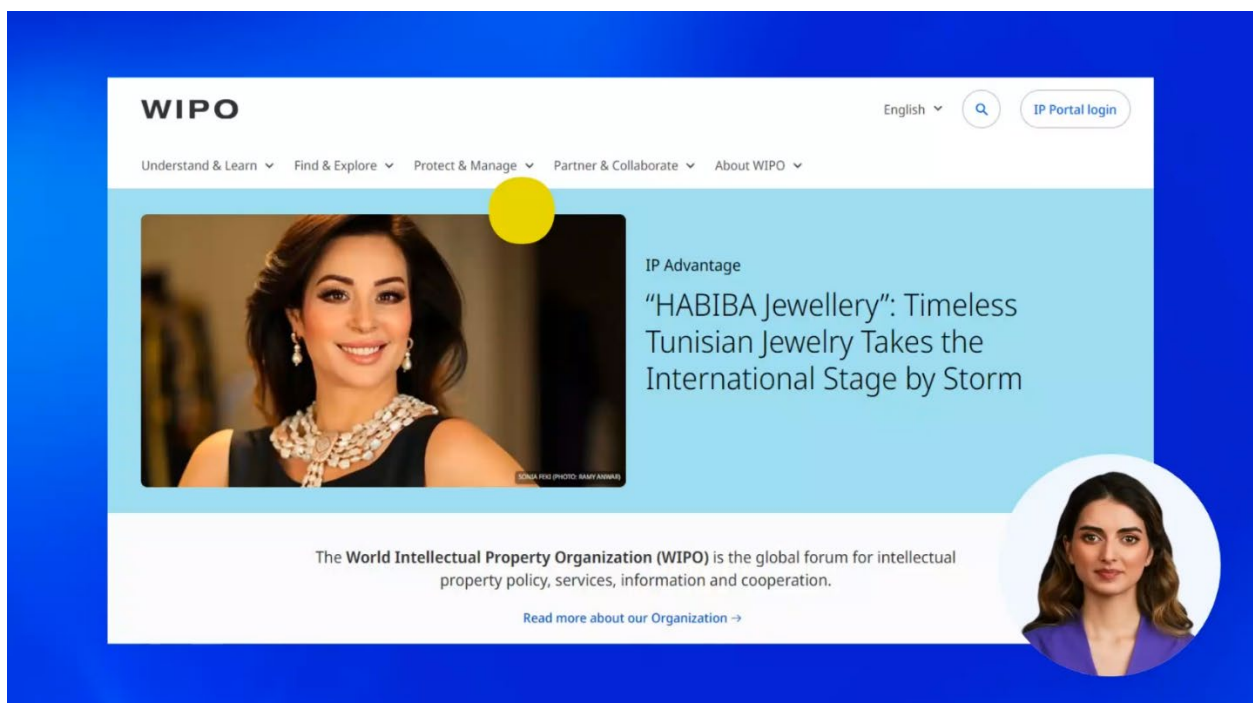 WIPO
English
IP Portal login
Understand & Learn
Find & Explore
Protect & Manage
Partner & Collaborate
About WIPO
IP Advantage
“HABIBA Jewellery”: Timeless
Tunisian Jewelry Takes the
International Stage by Storm
SONIA FEKI (PHOTO: RAMY ANWAR)
The World Intellectual Property Organization (WIPO) is the global forum for intellectual
property policy, services, information and cooperation.
Read more about our Organization →